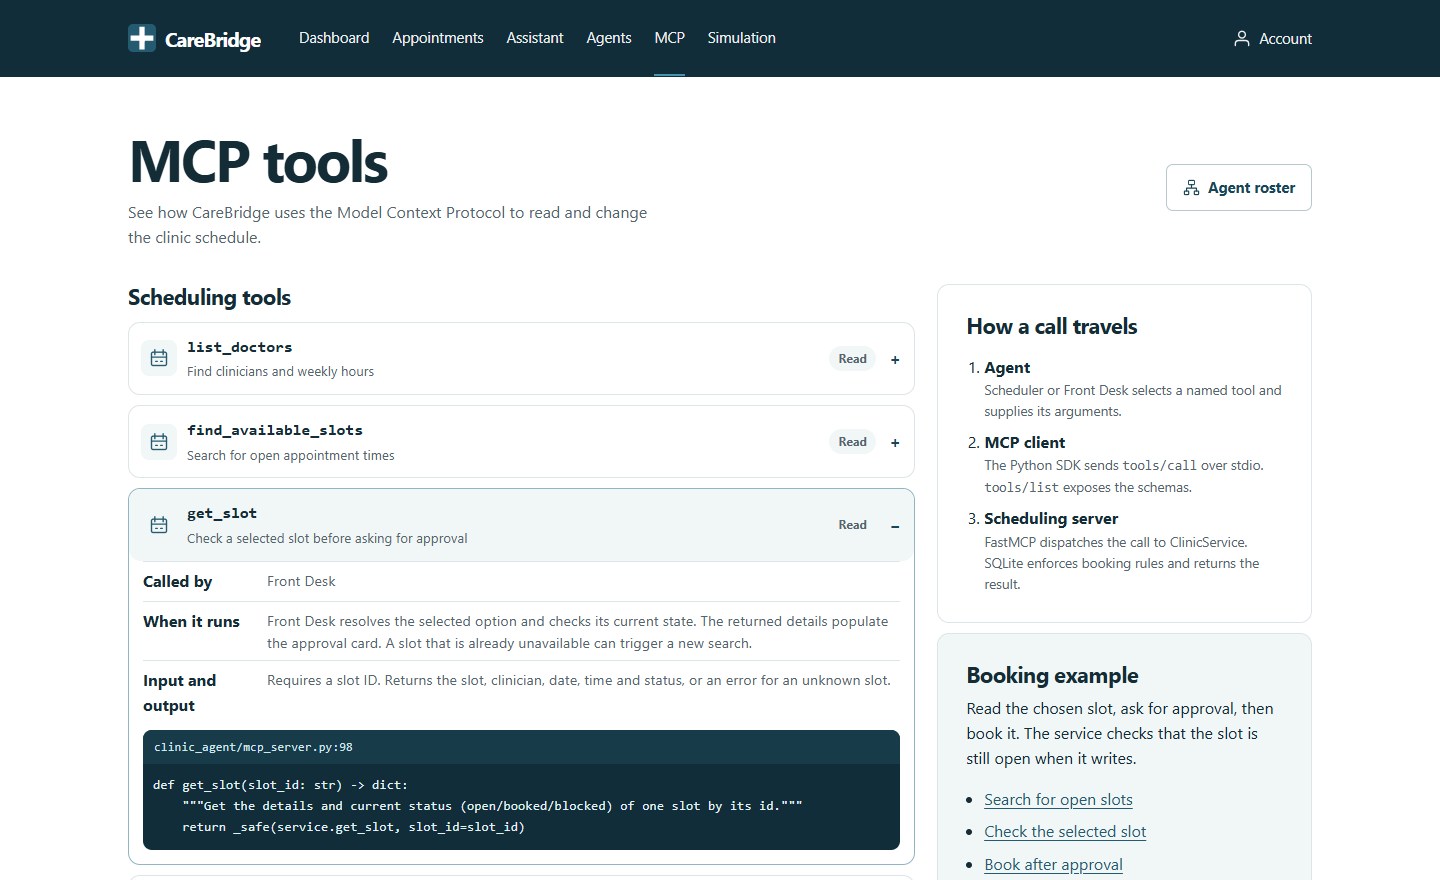 CareBridge
Dashboard
Appointments
Assistant
Agents
MCP
Simulation
Account
MCP tools
See how CareBridge uses the Model Context Protocol to read and change
the clinic schedule.
Agent roster
Scheduling tools
list_doctors
Find clinicians and weekly hours
Read
+
find_available_slots
Search for open appointment times
Read
+
get_slot
Check a selected slot before asking for approval
Read
–
Called by
Front Desk
When it runs
Front Desk resolves the selected option and checks its current state. The returned details populate
the approval card. A slot that is already unavailable can trigger a new search.
Input and
output
Requires a slot ID. Returns the slot, clinician, date, time and status, or an error for an unknown slot.
clinic_agent/mcp_server.py:98
def get_slot(slot_id: str) -> dict:
    """Get the details and current status (open/booked/blocked) of one slot by its id."""
    return _safe(service.get_slot, slot_id=slot_id)
How a call travels
1. Agent
Scheduler or Front Desk selects a named tool and
supplies its arguments.
2. MCP client
The Python SDK sends tools/call over stdio.
tools/list exposes the schemas.
3. Scheduling server
FastMCP dispatches the call to ClinicService.
SQLite enforces booking rules and returns the
result.
Booking example
Read the chosen slot, ask for approval, then
book it. The service checks that the slot is
still open when it writes.
• Search for open slots
• Check the selected slot
• Book after approval